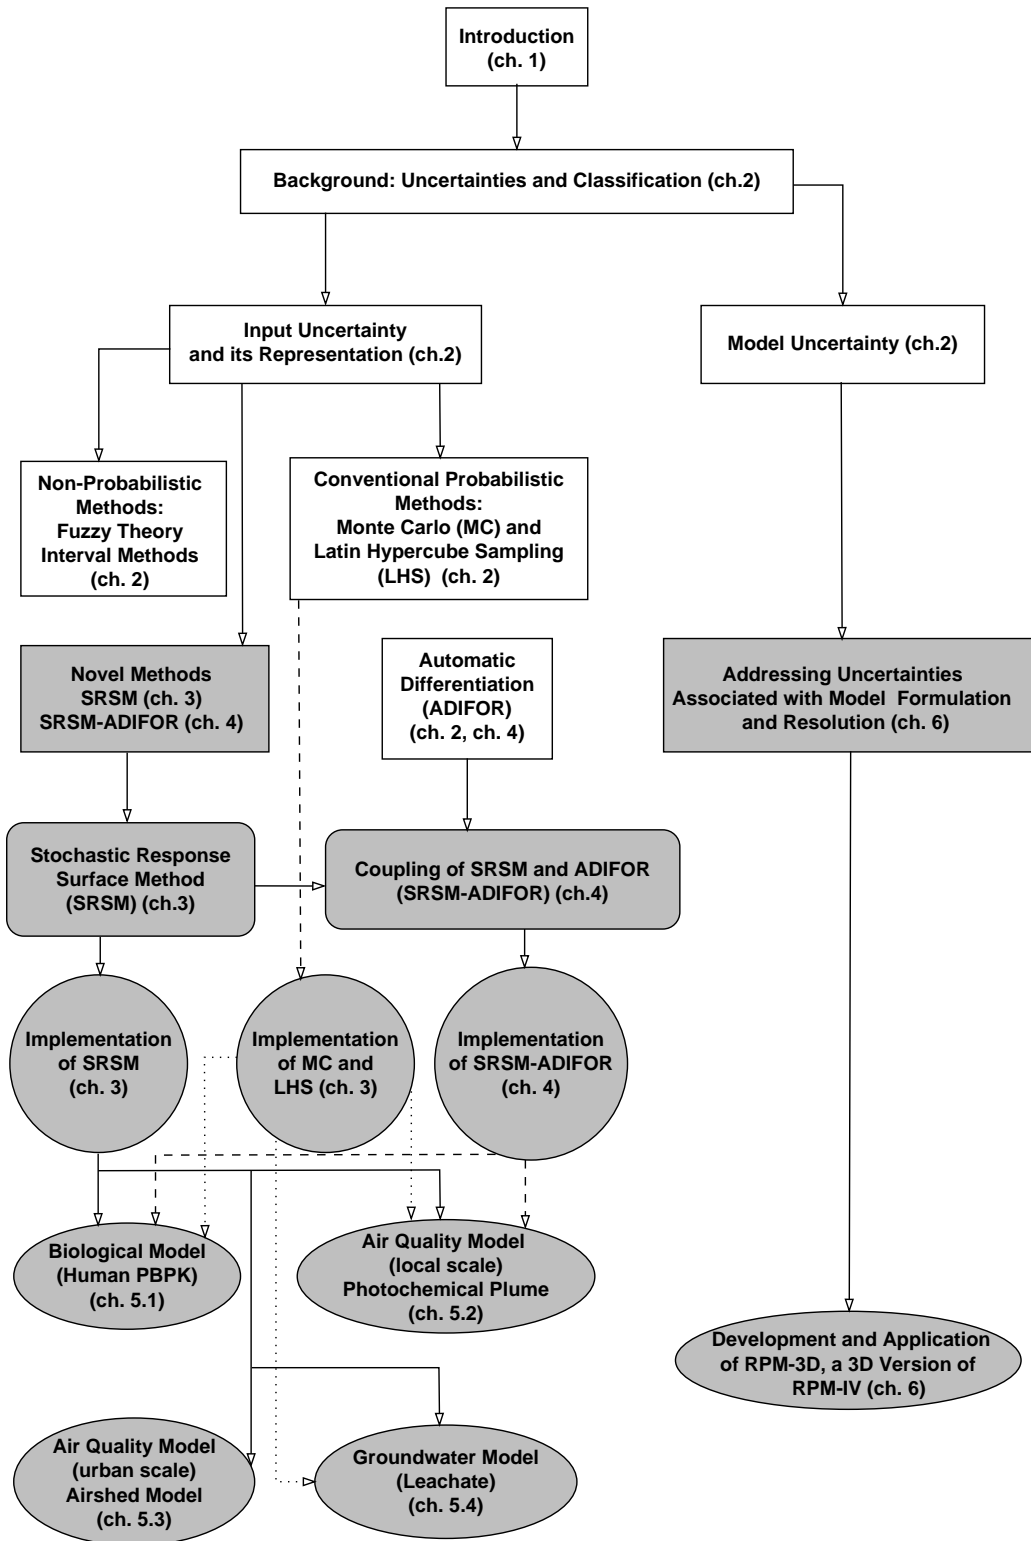 Introduction
(ch. 1)
Background: Uncertainties and Classification (ch.2)
Input Uncertainty
and its Representation (ch.2)
Model Uncertainty (ch.2)
Non-Probabilistic
Methods:
Fuzzy Theory
Interval Methods
(ch. 2)
Conventional Probabilistic
Methods:
Monte Carlo (MC) and
Latin Hypercube Sampling
(LHS) (ch. 2)
Novel Methods
SRSM (ch. 3)
SRSM-ADIFOR (ch. 4)
Automatic
Differentiation
(ADIFOR)
(ch. 2, ch. 4)
Addressing Uncertainties
Associated with Model Formulation
and Resolution (ch. 6)
Stochastic Response
Surface Method
(SRSM) (ch.3)
Coupling of SRSM and ADIFOR
(SRSM-ADIFOR) (ch.4)
Implementation
of SRSM
(ch. 3)
Implementation
of MC and
LHS (ch. 3)
Implementation
of SRSM-ADIFOR
(ch. 4)
Biological Model
(Human PBPK)
(ch. 5.1)
Air Quality Model
(local scale)
Photochemical Plume
(ch. 5.2)
Development and Application
of RPM-3D, a 3D Version of
RPM-IV (ch. 6)
Air Quality Model
(urban scale)
Airshed Model
(ch. 5.3)
Groundwater Model
(Leachate)
(ch. 5.4)